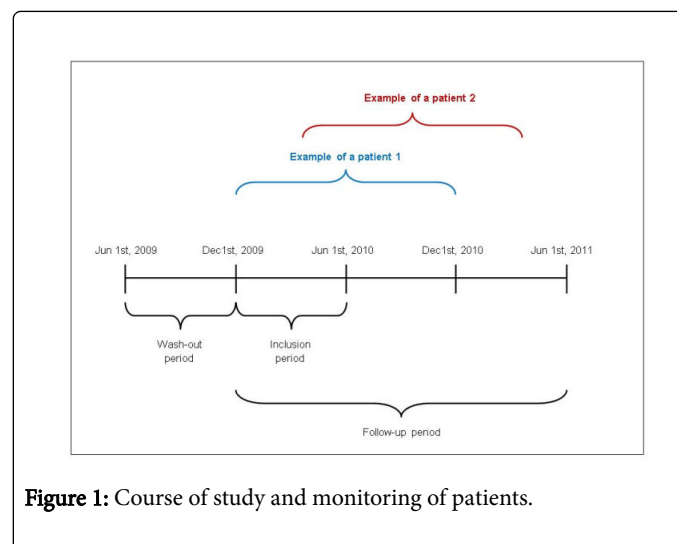 Example of a patient 2
Example of a patient 1
Jun 1st, 2009 Dec1st, 2009 Jun 1st, 2010 Dec1st, 2010 Jun 1st, 2011
Wash-out
period
Inclusion
period
Follow-up period
Figure 1: Course of study and monitoring of patients.